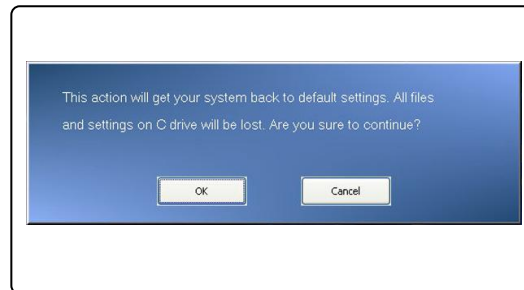 This action will get your system back to default settings. All files
and settings on C drive will be lost. Are you sure to continue?
OK
Cancel